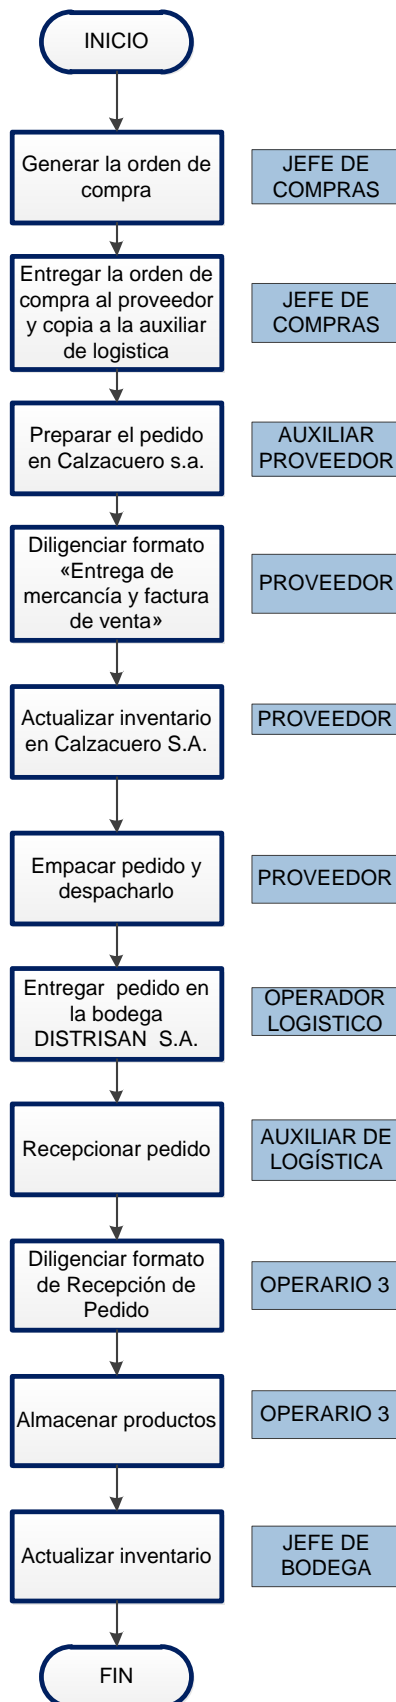 INICIO
Generar la orden de
compra
JEFE DE
COMPRAS
Entregar la orden de
compra al proveedor
y copia a la auxiliar
de logistica
JEFE DE
COMPRAS
Preparar el pedido
en Calzacuero s.a.
AUXILIAR
PROVEEDOR
Diligenciar formato
«Entrega de
mercancía y factura
de venta»
PROVEEDOR
Actualizar inventario
en Calzacuero S.A.
PROVEEDOR
Empacar pedido y
despacharlo
PROVEEDOR
Entregar pedido en
la bodega
DISTRISAN S.A.
OPERADOR
LOGISTICO
Recepcionar pedido
AUXILIAR DE
LOGÍSTICA
Diligenciar formato
de Recepción de
Pedido
OPERARIO 3
Almacenar productos
OPERARIO 3
Actualizar inventario
JEFE DE
BODEGA
FIN